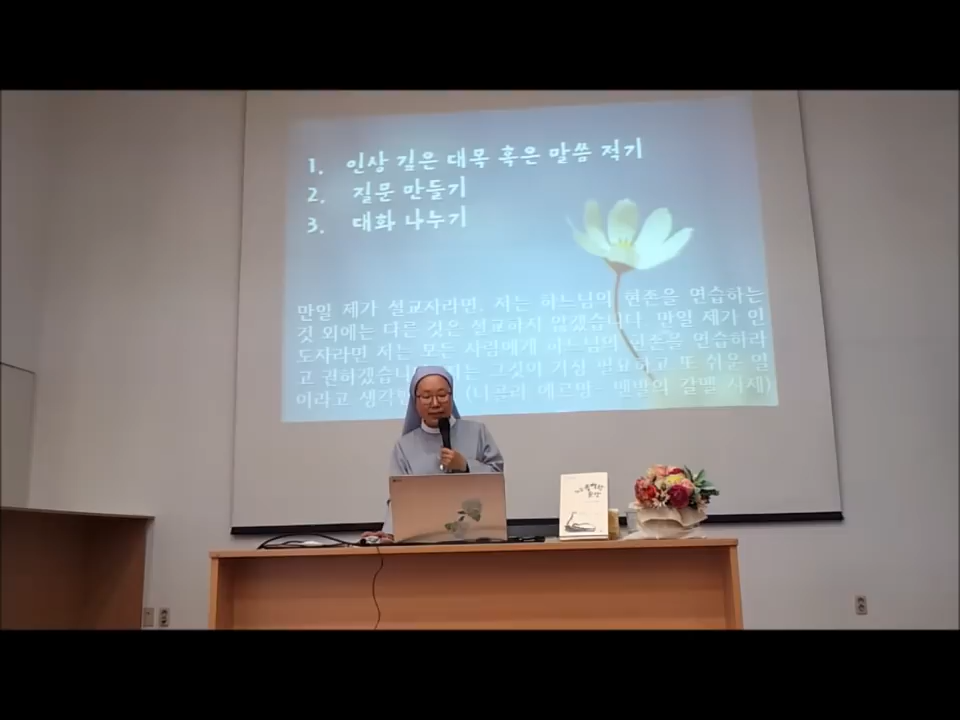 1. 인상 깊은 대목 혹은 말씀 적기
2. 질문 만들기
3. 대화 나누기
만일 제가 설교자라면, 저는 하느님의 현존을 연습하는
것 외에는 다른 것은 설교하지 않겠습니다. 만일 제가 인
도자라면 저는 모든 사람에게 하느님의 현존을 연습하라
고 권하겠습니다. 저는 그것이 가장 필요하고 또 쉬운 일
이라고 생각 (니콜라 에르망- 맨발의 갈멜 사제)